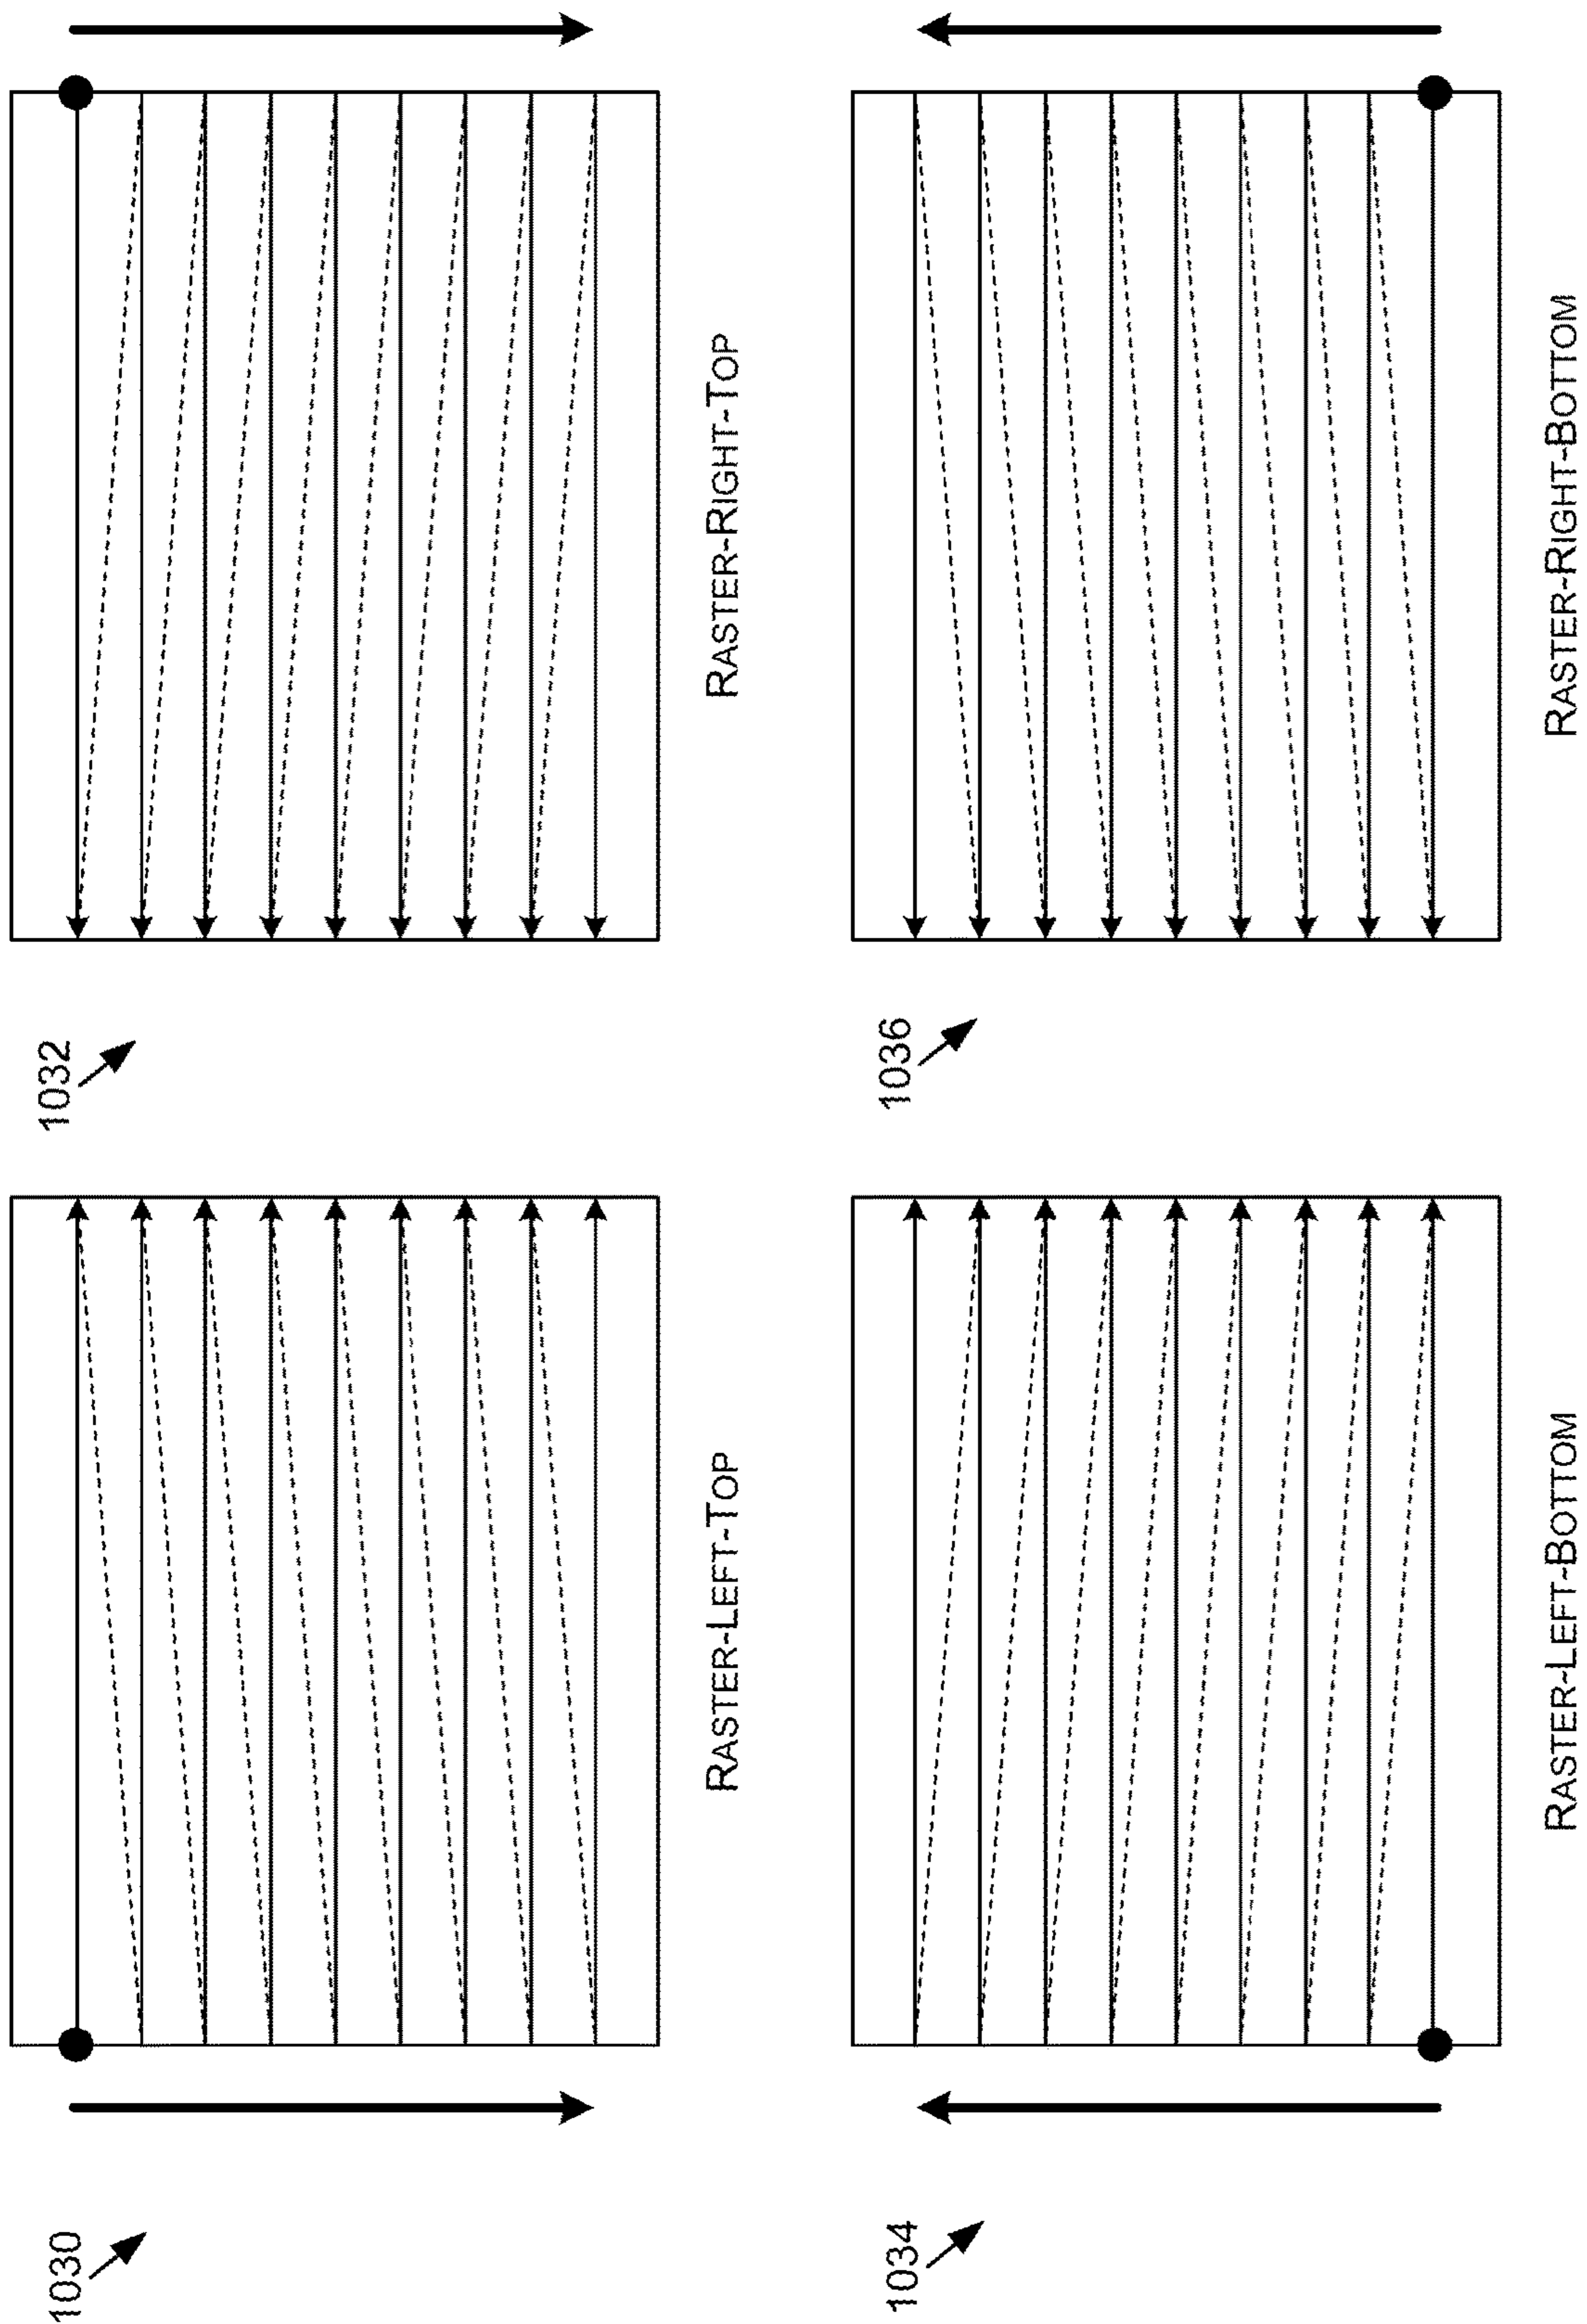 1030
1032
RASTER-LEFT-TOP
RASTER-RIGHT-TOP
1034
1036
RASTER-LEFT-BOTTOM
RASTER-RIGHT-BOTTOM